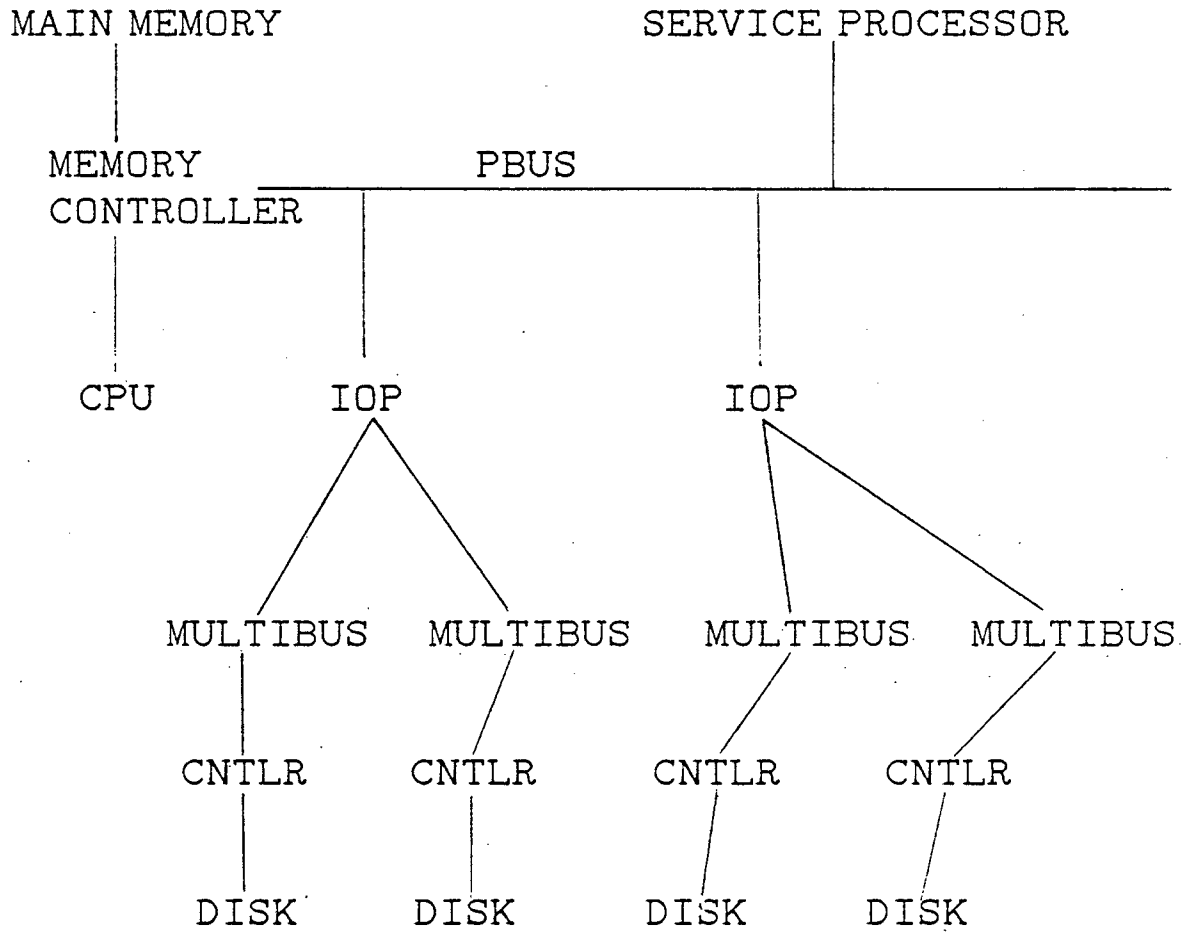 MAIN MEMORY SERVICE PROCESSOR
MEMORY CONTROLLER PBUS
CPU IOP IOP
MULTIBUS MULTIBUS MULTIBUS MULTIBUS
CNTLR CNTLR CNTLR CNTLR
DISK DISK DISK DISK